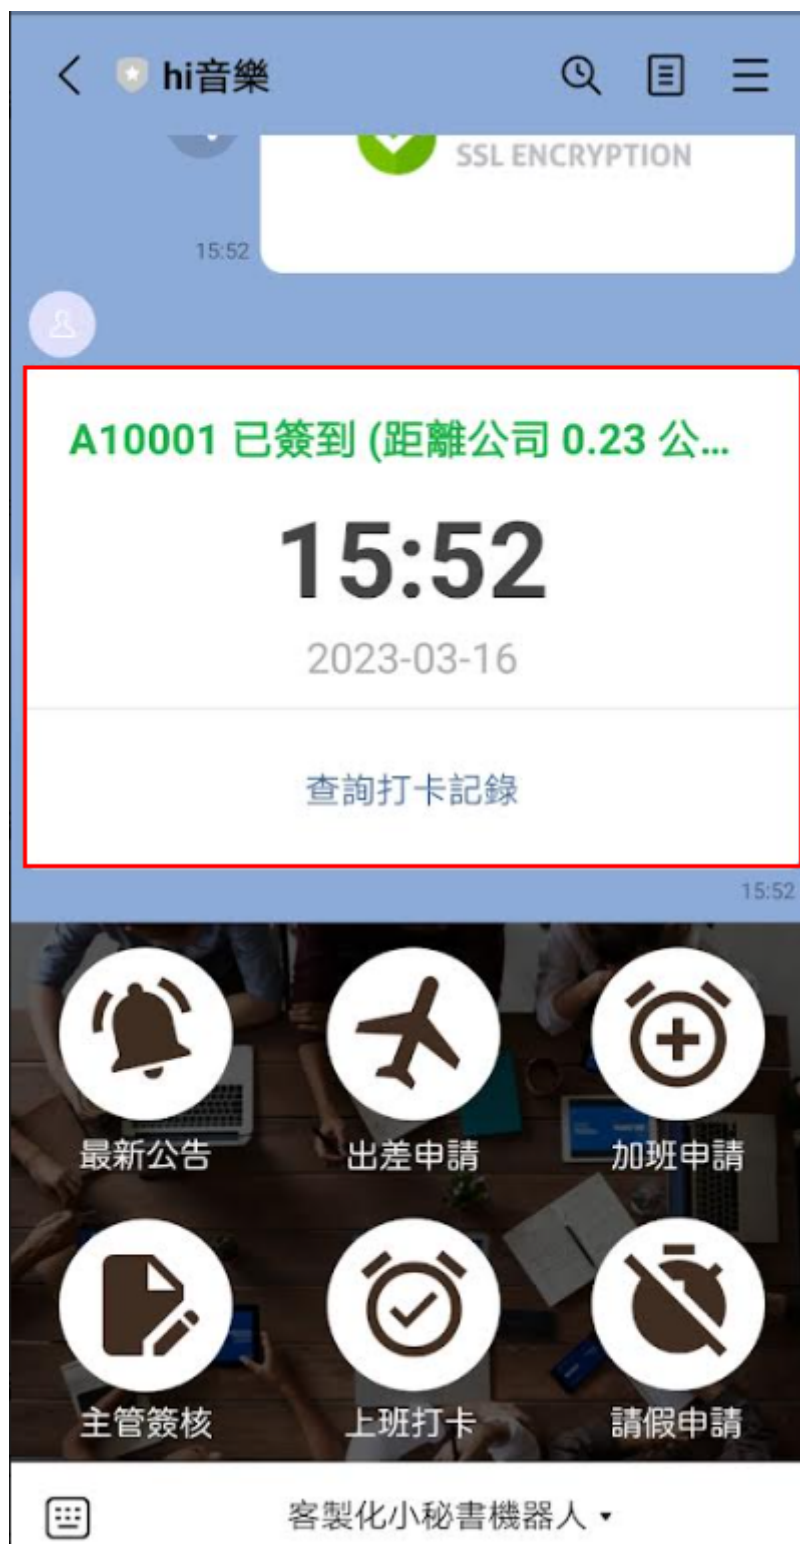 hi音樂
SSL ENCRYPTION
15:52
A10001 已簽到 (距離公司 0.23 公...
15:52
2023-03-16
查詢打卡記錄
15:52
最新公告
出差申請
加班申請
主管簽核
上班打卡
請假申請
客製化小秘書機器人